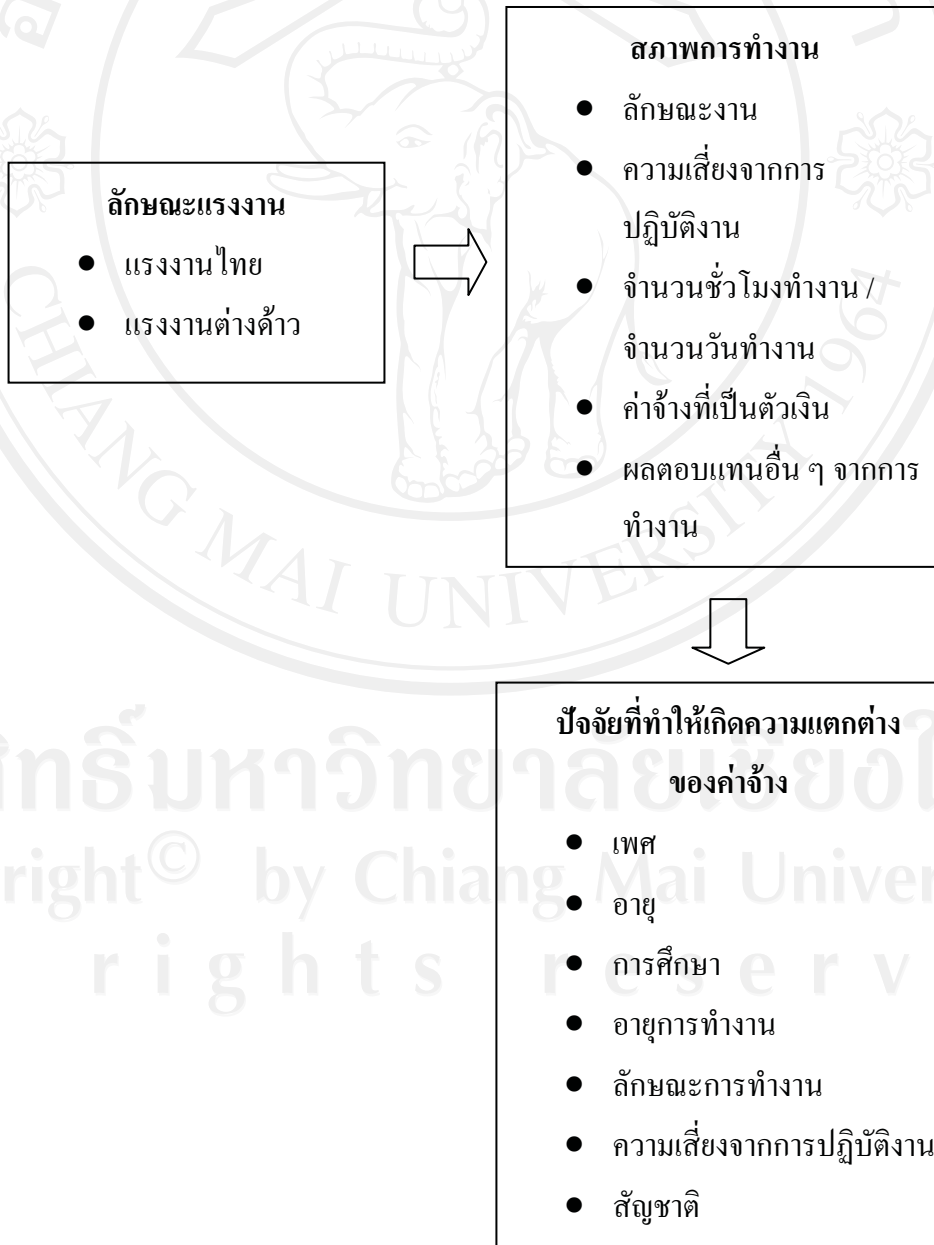 ลักษณะแรงงาน
● แรงงานไทย
● แรงงานต่างด้าว
สภาพการทำงาน
● ลักษณะงาน
● ความเสี่ยงจากการ
ปฏิบัติงาน
● จำนวนชั่วโมงทำงาน /
จำนวนวันทำงาน
● ค่าจ้างที่เป็นตัวเงิน
● ผลตอบแทนอื่น ๆ จากการ
ทำงาน
ปัจจัยที่ทำให้เกิดความแตกต่าง
ของค่าจ้าง
● เพศ
● อายุ
● การศึกษา
● อายุการทำงาน
● ลักษณะการทำงาน
● ความเสี่ยงจากการปฏิบัติงาน
● สัญชาติ
CHIANG MAI UNIVERSITY 1964
by Chiang Mai
rights